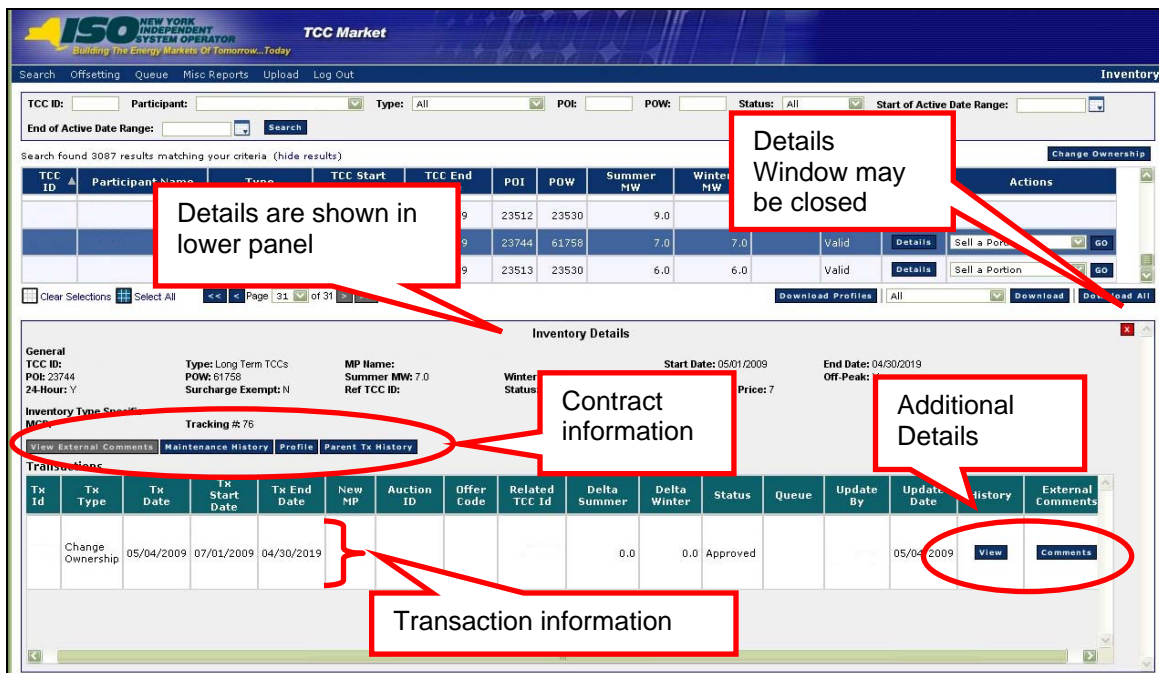 ISO NEW YORK INDEPENDENT SYSTEM OPERATOR
Building The Energy Markets Of Tomorrow...Today
TCC Market
Search Offsetting Queue Misc Reports Upload Log Out Inventory
TCC ID: Participant: Type: All POI: POW: Status: All Start of Active Date Range:
End of Active Date Range: Search
Search found 3087 results matching your criteria (hide results)
Change Ownership
TCC ID Participant Name Type TCC Start TCC End POI POW Summer MW Winter MW Actions
9 23512 23530 9.0
9 23744 61758 7.0 7.0 Valid Details Sell a Portion GO
9 23513 23530 6.0 6.0 Valid Details Sell a Portion GO
Details are shown in lower panel
Details Window may be closed
Clear Selections Select All << < Page 31 of 31 > Download Profiles All Download Download All
Inventory Details x
General
TCC ID: Type: Long Term TCCs MP Name: Start Date: 05/01/2009 End Date: 04/30/2019
POI: 23744 POW: 61758 Summer MW: 7.0 Winter Off-Peak:
24-Hour: Y Surcharge Exempt: N Ref TCC ID: Status: Price: 7
Inventory Type
Tracking #: 76
View External Comments Maintenance History Profile Parent Tx History
Contract information
Additional Details
Transactions
Tx Id Tx Type Tx Date Tx Start Date Tx End Date New MP Auction ID Offer Code Related TCC Id Delta Summer Delta Winter Status Queue Update By Update Date History External Comments
Change Ownership 05/04/2009 07/01/2009 04/30/2019 0.0 0.0 Approved 05/04/2009 View Comments
Transaction information